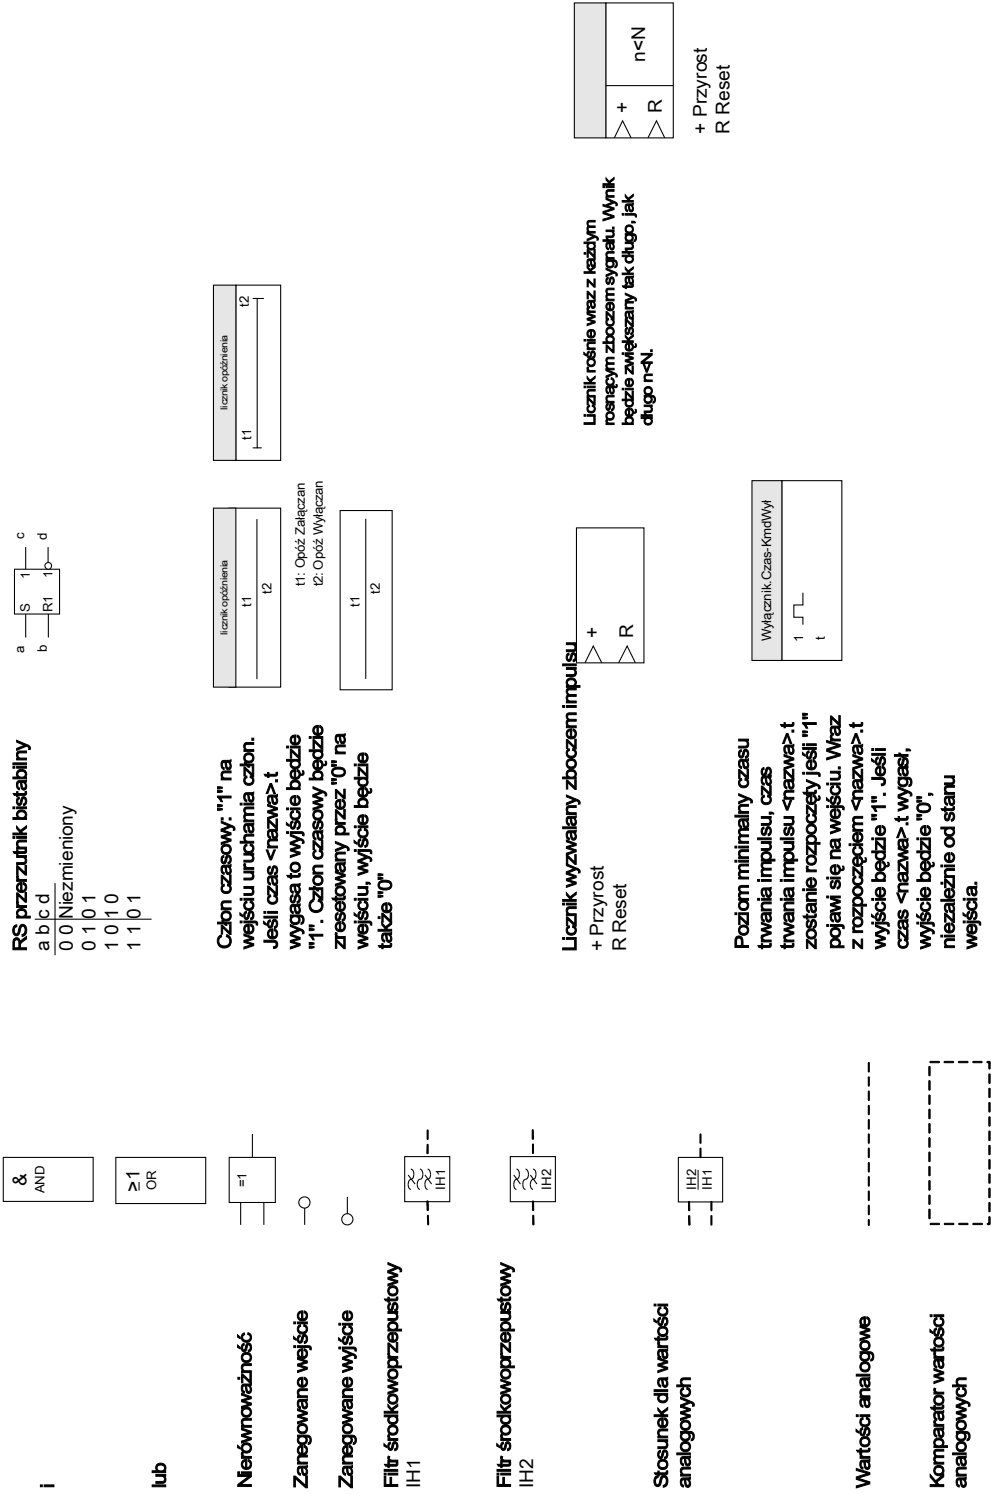 i
&
AND
lub
≥1
OR
Nierównoważność
=1
Zanegowane wejście
Zanegowane wyjście
Filtr środkowoprzepustowy
IH1
IH1
Filtr środkowoprzepustowy
IH2
IH2
Stosunek dla wartości
analogowych
IH2
IH1
Wartości analogowe
Komparator wartości
analogowych
RS przerzutnik bistabilny
a b c d
0 0 Niezmieniony
0 1 0 1
1 0 1 0
1 1 0 1
a
b
S
R1
1
1
c
d
Człon czasowy: "1" na
wejściu uruchamia człon.
Jeśli czas <nazwa>.t
wygasa to wyjście będzie
"1". Człon czasowy będzie
zresetowany przez "0" na
wejściu, wyjście będzie
także "0"
licznik opóźnienia
t1
t2
licznik opóźnienia
t1
t2
t1: Opóź Załączan
t2: Opóź Wyłączan
t1
t2
Licznik wyzwalany zboczem impulsu
+ Przyrost
R Reset
+
R
Licznik rośnie wraz z każdym
rosnącym zboczem sygnału. Wynik
będzie zwiększany tak długo, jak
długo n<N.
+
R
n<N
+ Przyrost
R Reset
Poziom minimalny czasu
trwania impulsu, czas
trwania impulsu <nazwa>.t
zostanie rozpoczęty jeśli "1"
pojawi się na wejściu. Wraz
z rozpoczęciem <nazwa>.t
wyjście będzie "1". Jeśli
czas <nazwa>.t wygasł,
wyjście będzie "0",
niezależnie od stanu
wejścia.
Wyłącznik.Czas-KmdWył
1
t